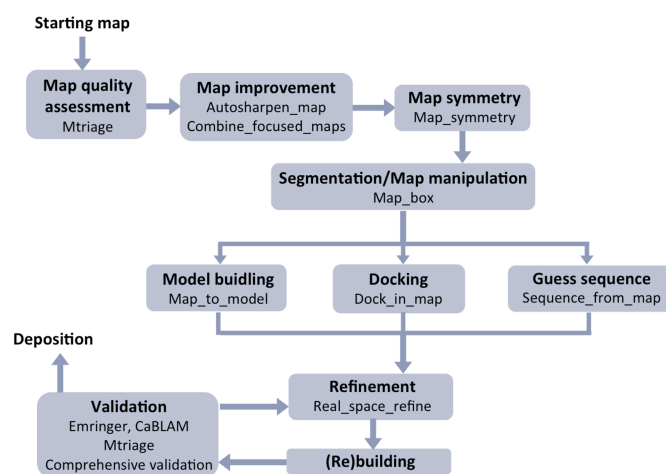 Starting map
Map quality
assessment
Mtriage
Map improvement
Autosharpen_map
Combine_focused_maps
Map symmetry
Map_symmetry
Segmentation/Map manipulation
Map_box
Model buidling
Map_to_model
Docking
Dock_in_map
Guess sequence
Sequence_from_map
Deposition
Refinement
Real_space_refine
Validation
Emringer, CaBLAM
Mtriage
Comprehensive validation
(Re)building